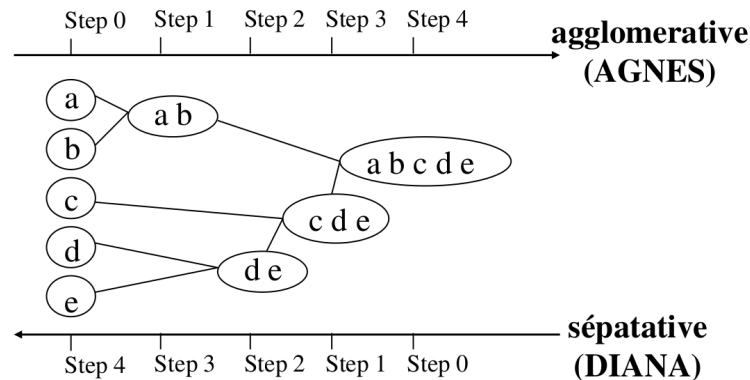 Step 0 Step 1 Step 2 Step 3 Step 4
agglomerative
(AGNES)
a
a b
b
a b c d e
c
c d e
d
d e
e
sépatative
(DIANA)
Step 4 Step 3 Step 2 Step 1 Step 0